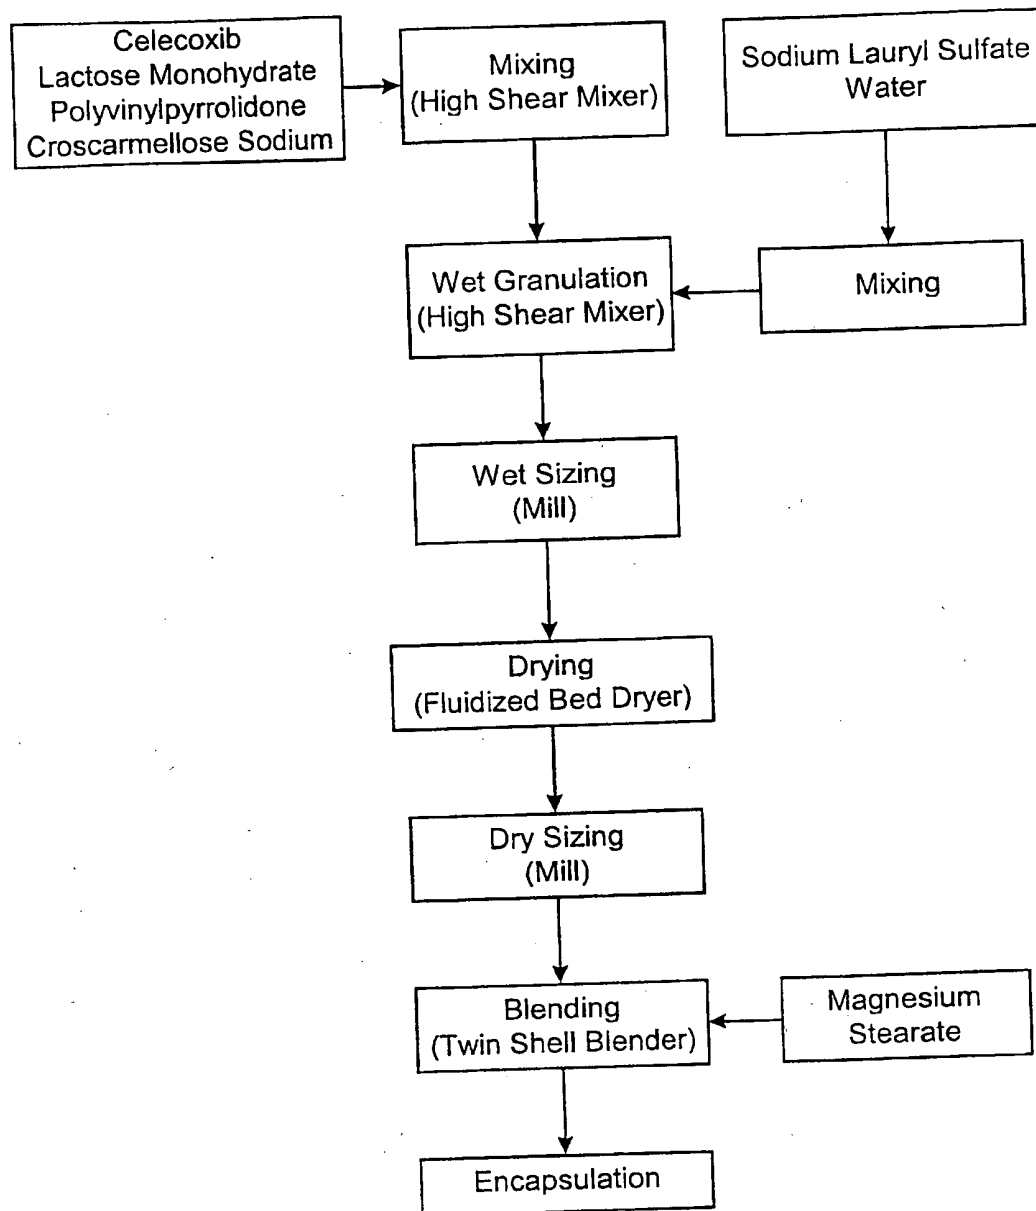 Celecoxib
Lactose Monohydrate
Polyvinylpyrrolidone
Croscarmellose Sodium
Mixing
(High Shear Mixer)
Sodium Lauryl Sulfate
Water
Wet Granulation
(High Shear Mixer)
Mixing
Wet Sizing
(Mill)
Drying
(Fluidized Bed Dryer)
Dry Sizing
(Mill)
Blending
(Twin Shell Blender)
Magnesium
Stearate
Encapsulation